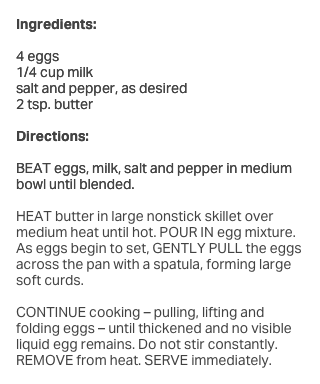 Ingredients:
4 eggs
1/4 cup milk
salt and pepper, as desired
2 tsp. butter
Directions:
BEAT eggs, milk, salt and pepper in medium
bowl until blended.
HEAT butter in large nonstick skillet over
medium heat until hot. POUR IN egg mixture.
As eggs begin to set, GENTLY PULL the eggs
across the pan with a spatula, forming large
soft curds.
CONTINUE cooking – pulling, lifting and
folding eggs – until thickened and no visible
liquid egg remains. Do not stir constantly.
REMOVE from heat. SERVE immediately.